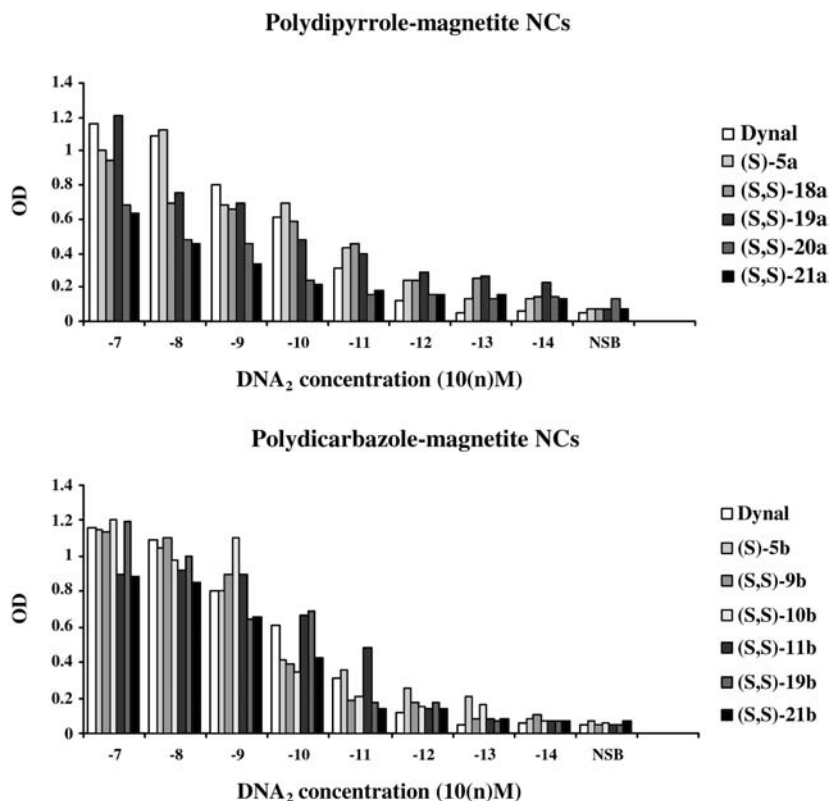 Polydipyrrole-magnetite NCs
1.4
1.2
1
0.8
0.6
0.4
0.2
0
OD
-7 -8 -9 -10 -11 -12 -13 -14 NSB
DNA₂ concentration (10(n)M)
Dynal
(S)-5a
(S,S)-18a
(S,S)-19a
(S,S)-20a
(S,S)-21a
Polydicarbazole-magnetite NCs
1.4
1.2
1
0.8
0.6
0.4
0.2
0
OD
-7 -8 -9 -10 -11 -12 -13 -14 NSB
DNA₂ concentration (10(n)M)
Dynal
(S)-5b
(S,S)-9b
(S,S)-10b
(S,S)-11b
(S,S)-19b
(S,S)-21b